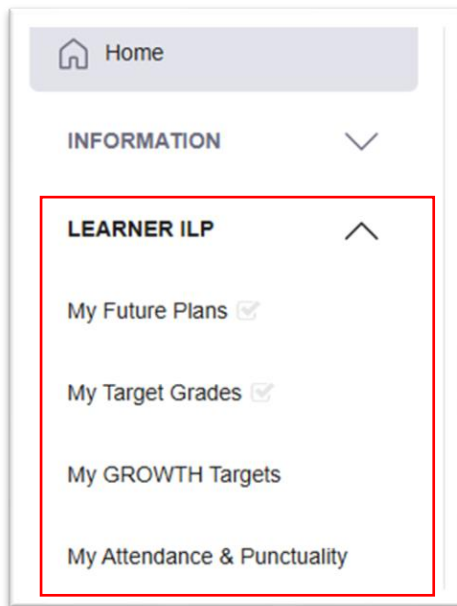 Home
INFORMATION
LEARNER ILP
My Future Plans
My Target Grades
My GROWTH Targets
My Attendance & Punctuality